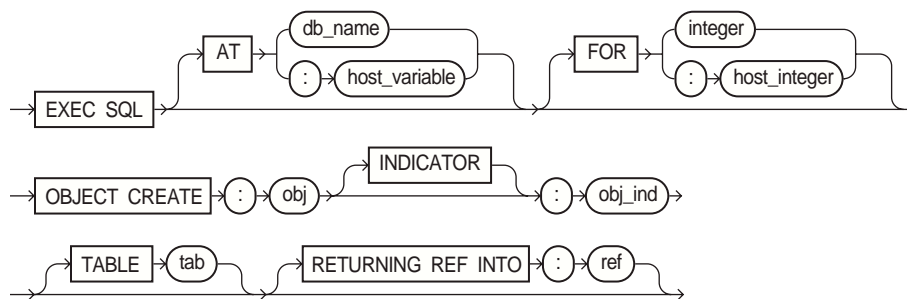 db_name integer
AT FOR
: host_variable : host_integer
EXEC SQL
INDICATOR
OBJECT CREATE : obj : obj_ind
TABLE tab RETURNING REF INTO : ref